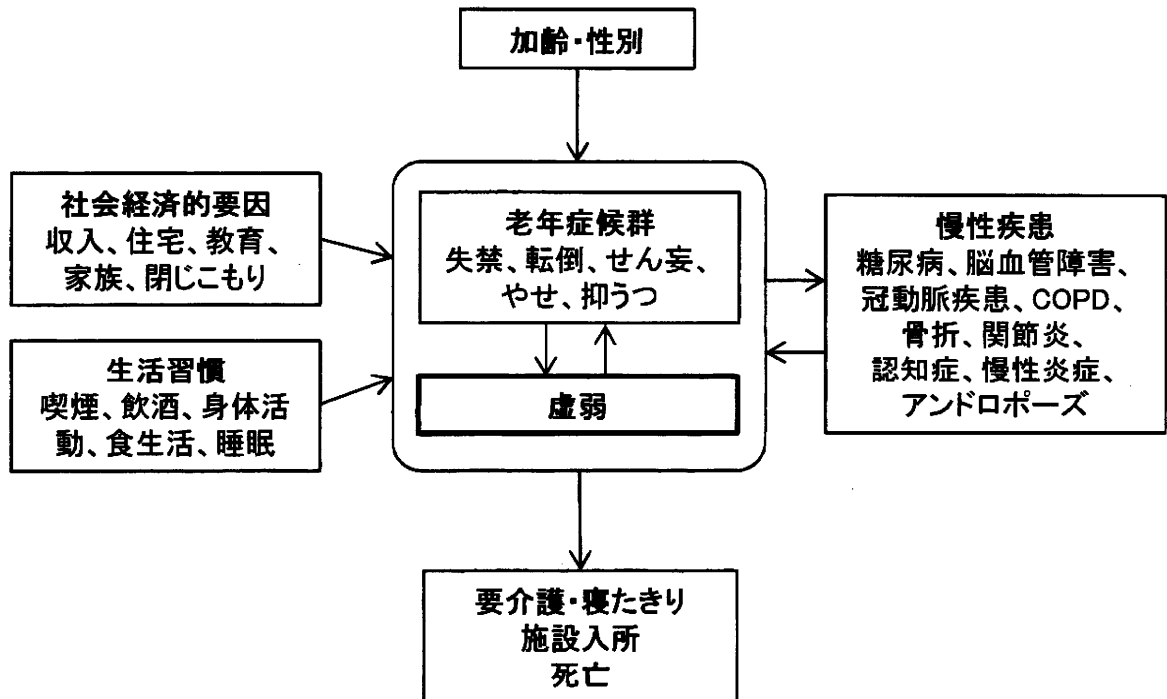 加齢・性別
社会経済的要因
収入、住宅、教育、
家族、閉じこもり
生活習慣
喫煙、飲酒、身体活
動、食生活、睡眠
老年症候群
失禁、転倒、せん妄、
やせ、抑うつ
虚弱
慢性疾患
糖尿病、脳血管障害、
冠動脈疾患、COPD、
骨折、関節炎、
認知症、慢性炎症、
アンドロポーズ
要介護・寝たきり
施設入所
死亡